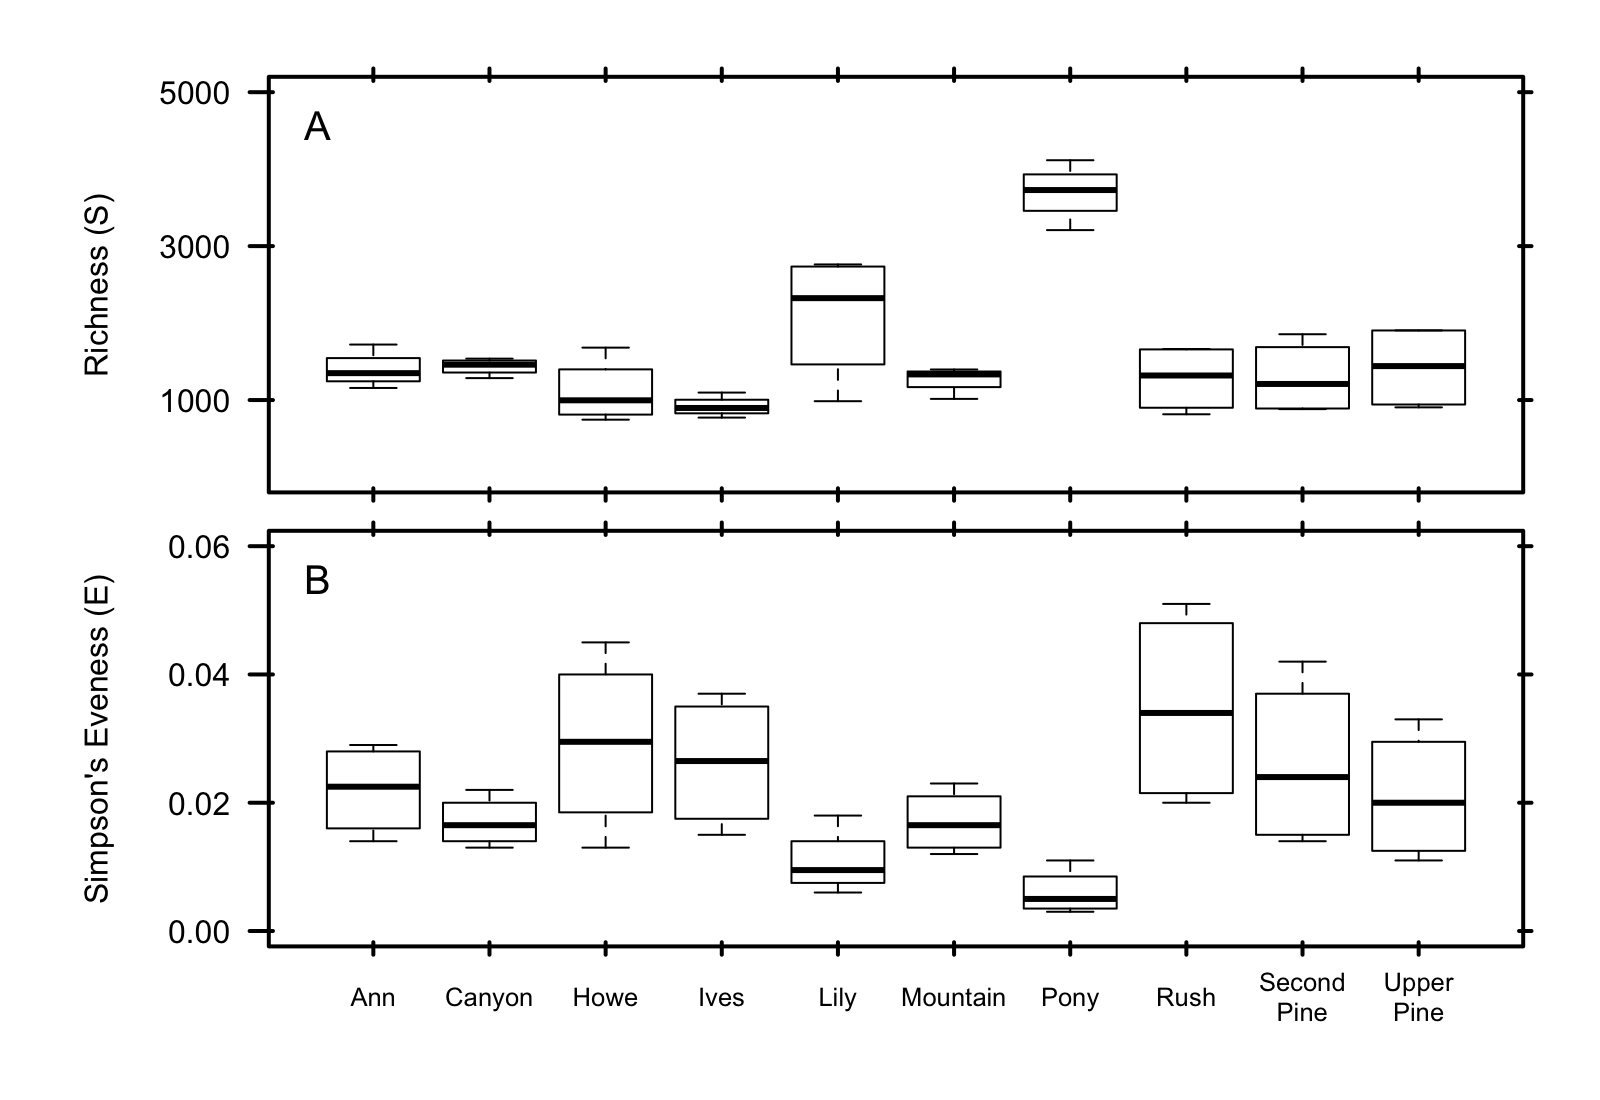 A
Richness (S)
5000
3000
1000
B
Simpson's Eveness (E)
0.06
0.04
0.02
0.00
Ann Canyon Howe Ives Lily Mountain Pony Rush Second Pine Upper Pine